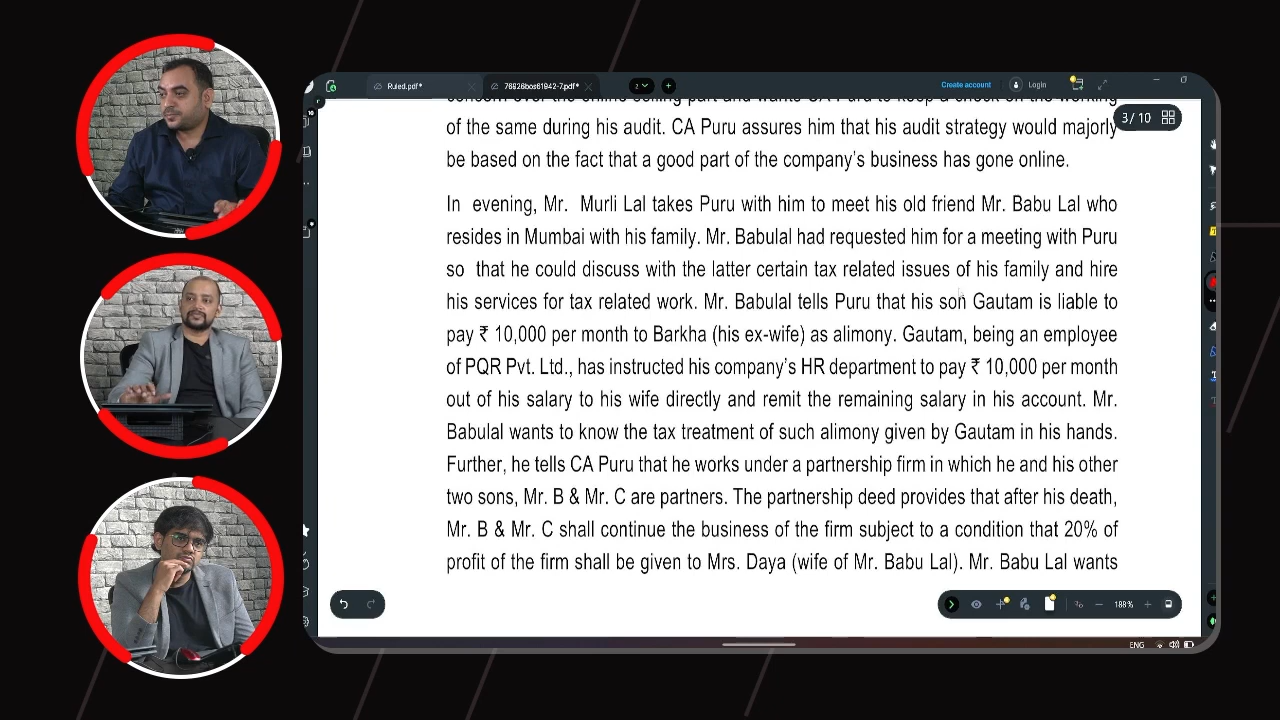 Ruled.pdf*
76826bos61942-7.pdf*
2
Create account
Login
3/10
of the same during his audit. CA Puru assures him that his audit strategy would majorly
be based on the fact that a good part of the company's business has gone online.
In evening, Mr. Murli Lal takes Puru with him to meet his old friend Mr. Babu Lal who
resides in Mumbai with his family. Mr. Babulal had requested him for a meeting with Puru
so that he could discuss with the latter certain tax related issues of his family and hire
his services for tax related work. Mr. Babulal tells Puru that his son Gautam is liable to
pay ₹ 10,000 per month to Barkha (his ex-wife) as alimony. Gautam, being an employee
of PQR Pvt. Ltd., has instructed his company's HR department to pay ₹ 10,000 per month
out of his salary to his wife directly and remit the remaining salary in his account. Mr.
Babulal wants to know the tax treatment of such alimony given by Gautam in his hands.
Further, he tells CA Puru that he works under a partnership firm in which he and his other
two sons, Mr. B & Mr. C are partners. The partnership deed provides that after his death,
Mr. B & Mr. C shall continue the business of the firm subject to a condition that 20% of
profit of the firm shall be given to Mrs. Daya (wife of Mr. Babu Lal). Mr. Babu Lal wants
188%
ENG